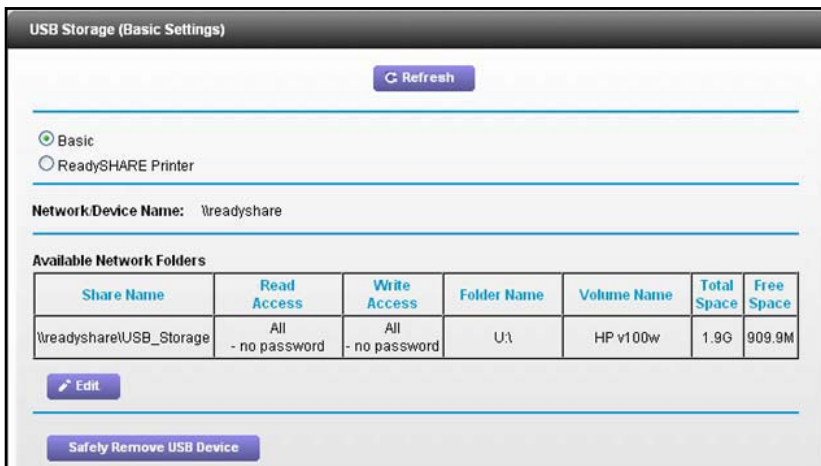 USB Storage (Basic Settings)
Refresh
Basic
ReadySHARE Printer
Network/Device Name: \\readyshare
Available Network Folders
Share Name Read Access Write Access Folder Name Volume Name Total Space Free Space
\\readyshare\USB_Storage All - no password All - no password U:\ HP v100w 1.9G 909.9M
Edit
Safely Remove USB Device